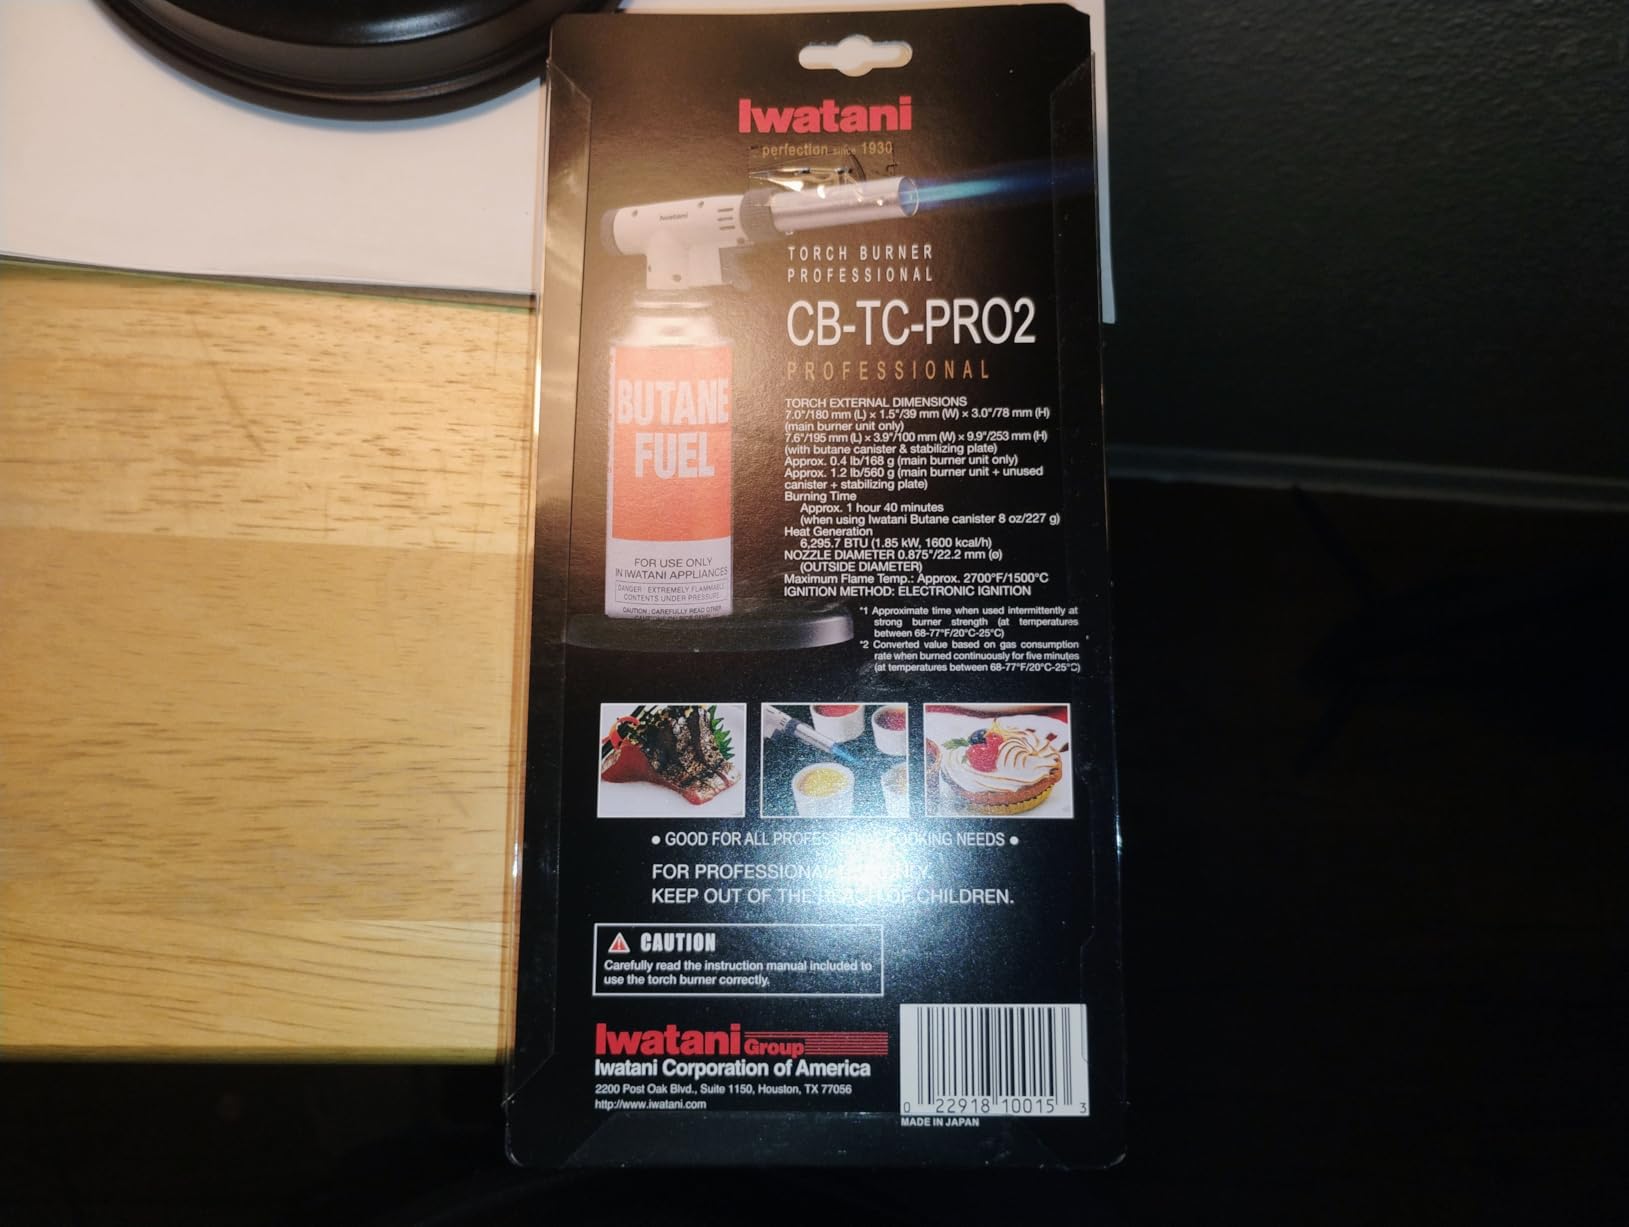 Iwatani
perfection since 1930
Iwatani
TORCH BURNER
PROFESSIONAL
CB-TC-PRO2
PROFESSIONAL
BUTANE
FUEL
FOR USE ONLY
IN IWATANI APPLIANCES
DANGER : EXTREMELY FLAMMABLE
CONTENTS UNDER PRESSURE
CAUTION : CAREFULLY READ OTHER
TORCH EXTERNAL DIMENSIONS
7.0"/180 mm (L) × 1.5"/39 mm (W) × 3.0"/78 mm (H)
(main burner unit only)
7.6"/195 mm (L) × 3.9"/100 mm (W) × 9.9"/253 mm (H)
(with butane canister & stabilizing plate)
Approx. 0.4 lb/168 g (main burner unit only)
Approx. 1.2 lb/560 g (main burner unit + unused
canister + stabilizing plate)
Burning Time
Approx. 1 hour 40 minutes
(when using Iwatani Butane canister 8 oz/227 g)
Heat Generation
6,295.7 BTU (1.85 kW, 1600 kcal/h)
NOZZLE DIAMETER 0.875"/22.2 mm (ø)
(OUTSIDE DIAMETER)
Maximum Flame Temp.: Approx. 2700°F/1500°C
IGNITION METHOD: ELECTRONIC IGNITION
*1 Approximate time when used intermittently at
strong burner strength (at temperatures
between 68-77°F/20°C-25°C)
*2 Converted value based on gas consumption
rate when burned continuously for five minutes
(at temperatures between 68-77°F/20°C-25°C)
• GOOD FOR ALL PROFESSIONAL COOKING NEEDS •
FOR PROFESSIONAL USE ONLY.
KEEP OUT OF THE REACH OF CHILDREN.
CAUTION
Carefully read the instruction manual included to
use the torch burner correctly.
Iwatani Group
Iwatani Corporation of America
2200 Post Oak Blvd., Suite 1150, Houston, TX 77056
http://www.iwatani.com
0 22918 10015 3
MADE IN JAPAN